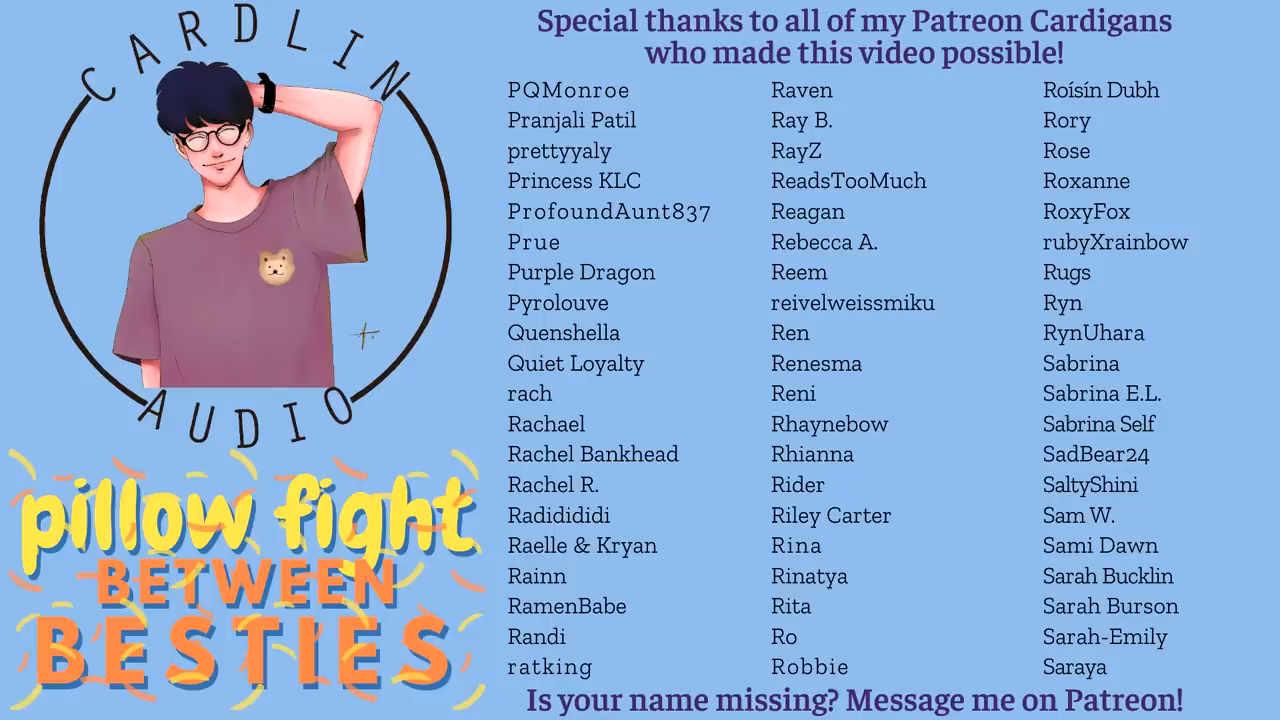 CARDLIN
AUDIO
pillow fight
BETWEEN
BESTIES
Special thanks to all of my Patreon Cardigans
who made this video possible!
PQMonroe
Pranjali Patil
prettyyaly
Princess KLC
ProfoundAunt837
Prue
Purple Dragon
Pyrolouve
Quenshella
Quiet Loyalty
rach
Rachael
Rachel Bankhead
Rachel R.
Radidididi
Raelle & Kryan
Rainn
RamenBabe
Randi
ratking
Raven
Ray B.
RayZ
ReadsTooMuch
Reagan
Rebecca A.
Reem
reivelweissmiku
Ren
Renesma
Reni
Rhaynebow
Rhianna
Rider
Riley Carter
Rina
Rinatya
Rita
Ro
Robbie
Roísín Dubh
Rory
Rose
Roxanne
RoxyFox
rubyXrainbow
Rugs
Ryn
RynUhara
Sabrina
Sabrina E.L.
Sabrina Self
SadBear24
SaltyShini
Sam W.
Sami Dawn
Sarah Bucklin
Sarah Burson
Sarah-Emily
Saraya
Is your name missing? Message me on Patreon!